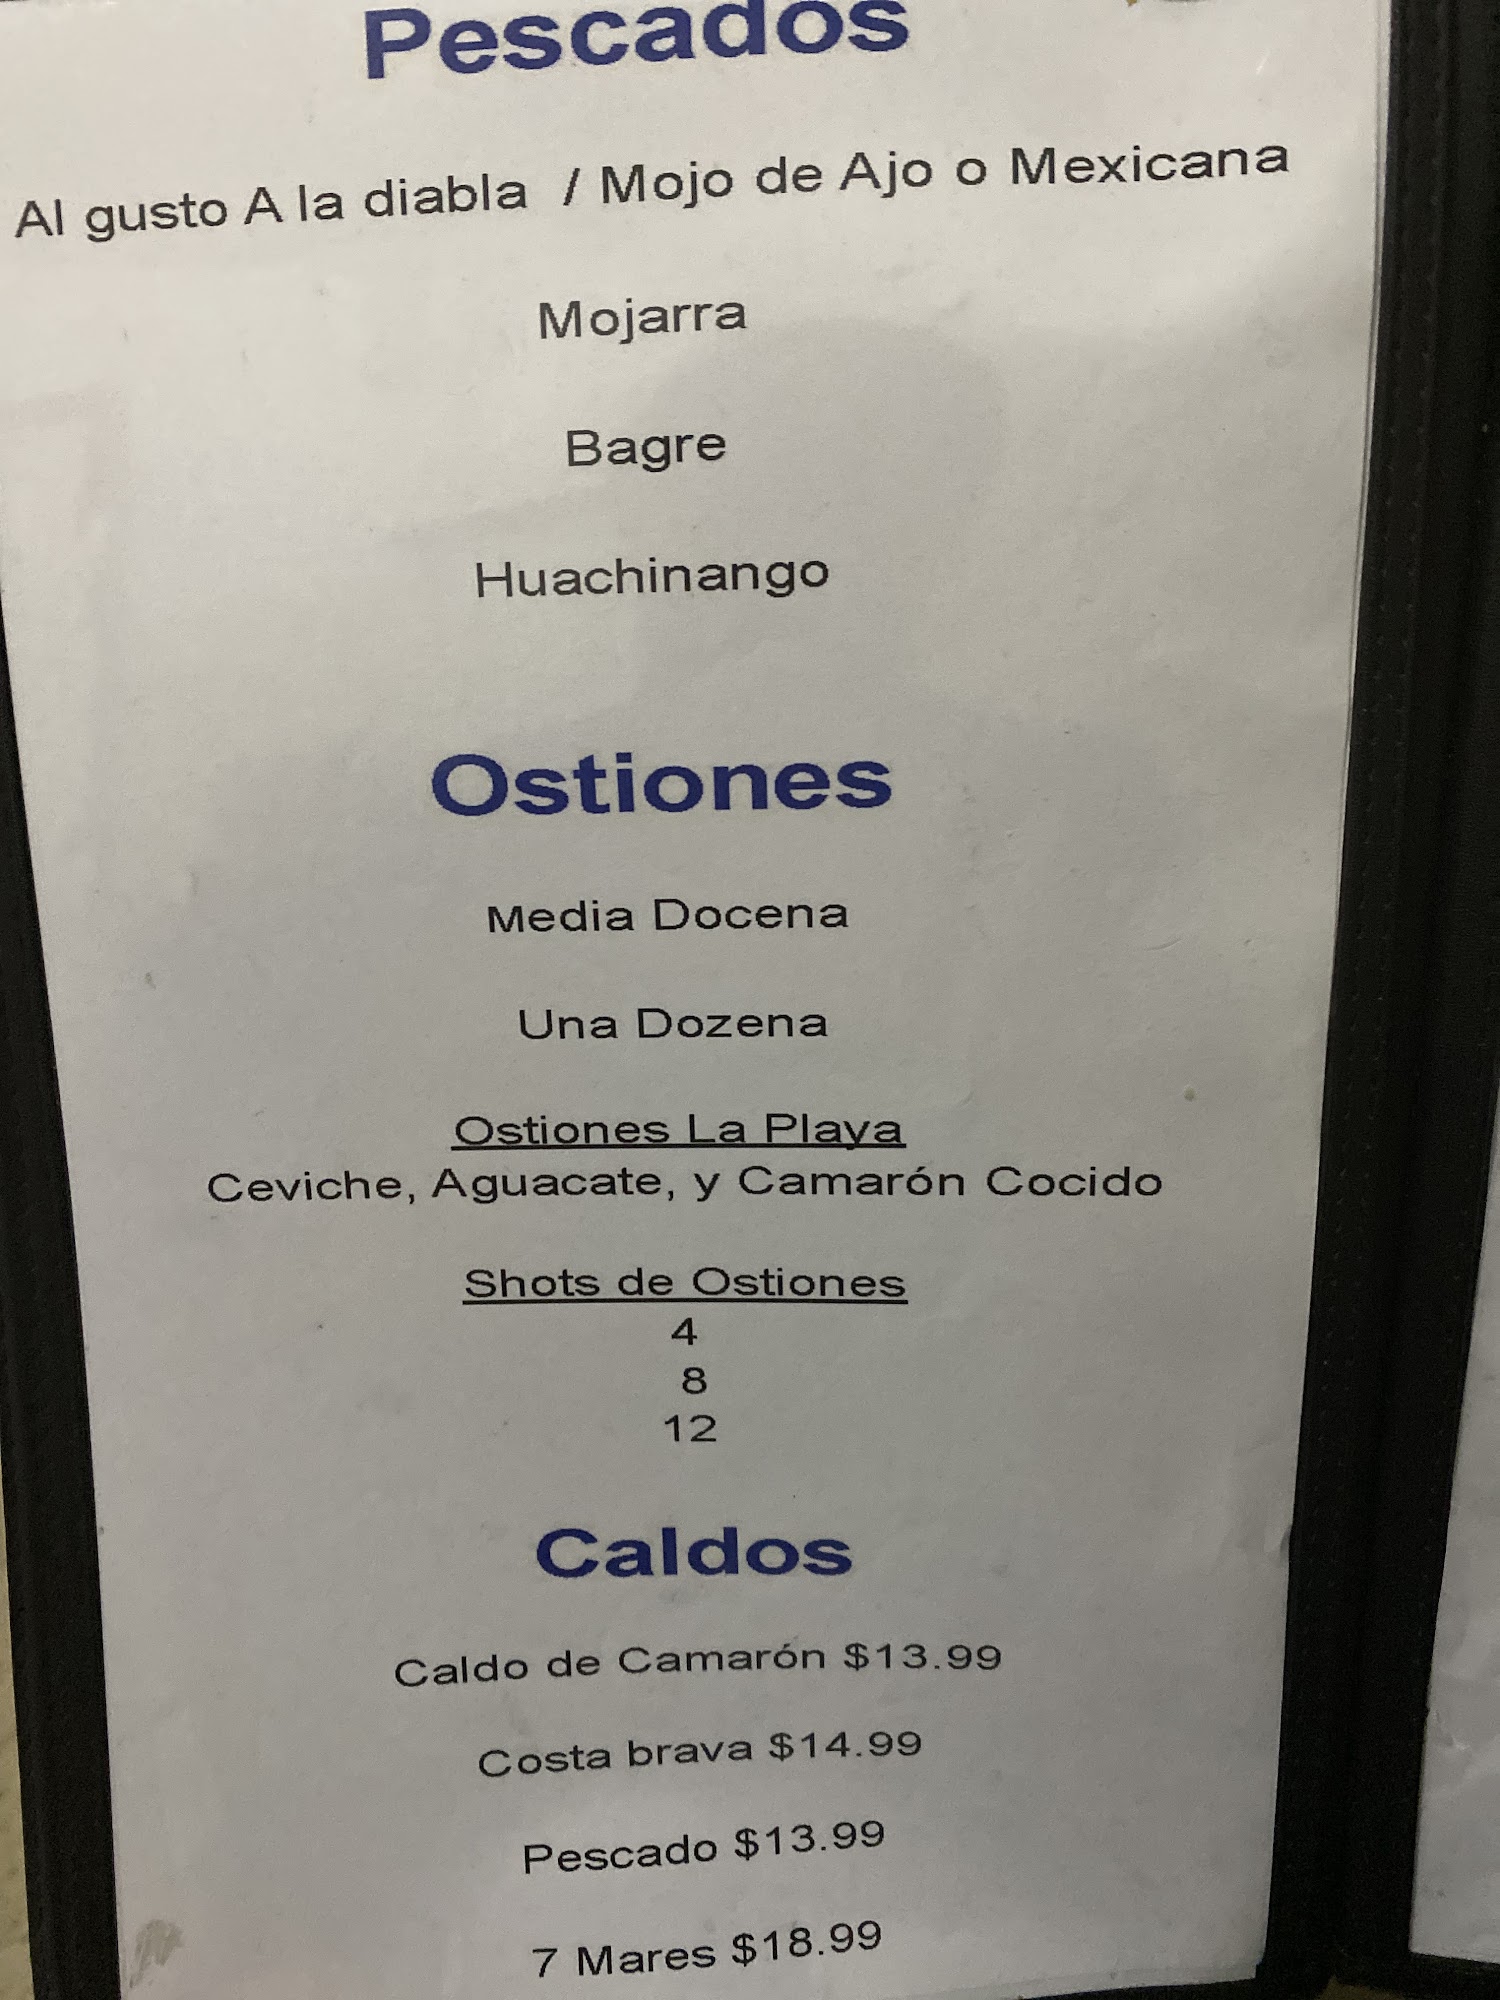 Pescados
Al gusto A la diabla / Mojo de Ajo o Mexicana
Mojarra
Bagre
Huachinango
Ostiones
Media Docena
Una Dozena
Ostiones La Playa
Ceviche, Aguacate, y Camarón Cocido
Shots de Ostiones
4
8
12
Caldos
Caldo de Camarón $13.99
Costa brava $14.99
Pescado $13.99
7 Mares $18.99